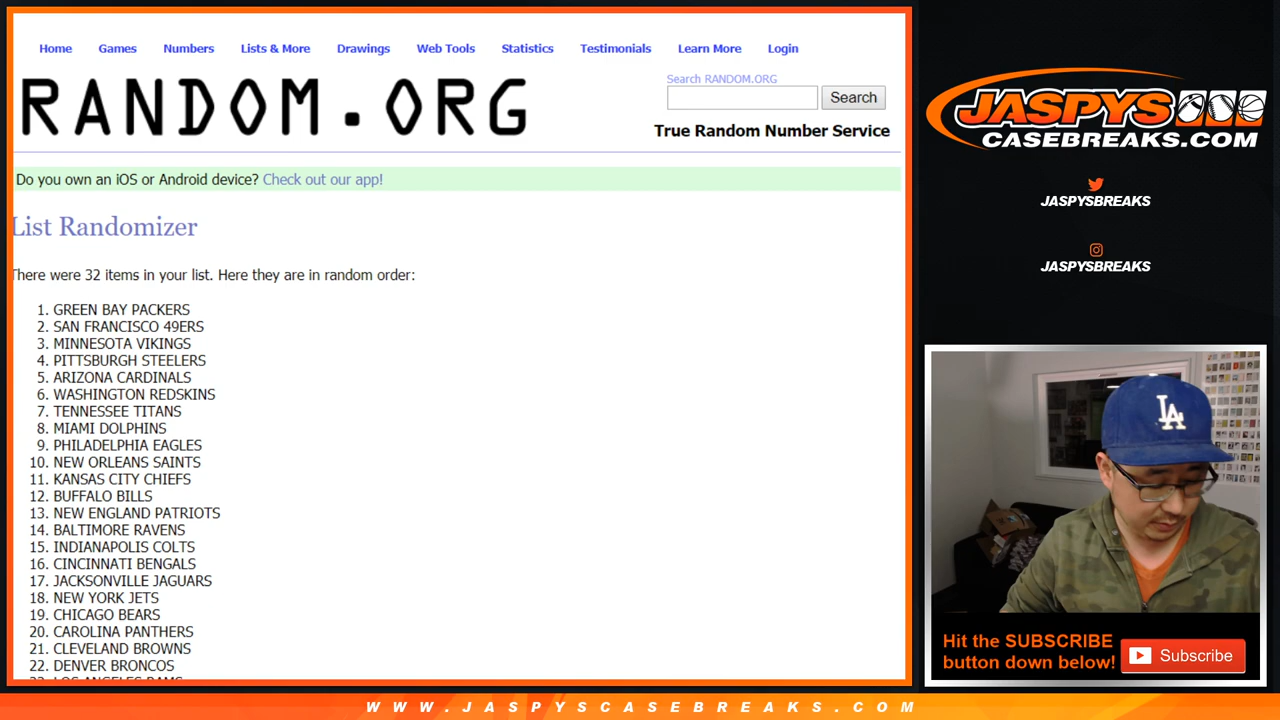 Home Games Numbers Lists & More Drawings Web Tools Statistics Testimonials Learn More Login
RANDOM.ORG
Search RANDOM.ORG
Search
True Random Number Service
Do you own an iOS or Android device? Check out our app!
List Randomizer
There were 32 items in your list. Here they are in random order:
1. GREEN BAY PACKERS
2. SAN FRANCISCO 49ERS
3. MINNESOTA VIKINGS
4. PITTSBURGH STEELERS
5. ARIZONA CARDINALS
6. WASHINGTON REDSKINS
7. TENNESSEE TITANS
8. MIAMI DOLPHINS
9. PHILADELPHIA EAGLES
10. NEW ORLEANS SAINTS
11. KANSAS CITY CHIEFS
12. BUFFALO BILLS
13. NEW ENGLAND PATRIOTS
14. BALTIMORE RAVENS
15. INDIANAPOLIS COLTS
16. CINCINNATI BENGALS
17. JACKSONVILLE JAGUARS
18. NEW YORK JETS
19. CHICAGO BEARS
20. CAROLINA PANTHERS
21. CLEVELAND BROWNS
22. DENVER BRONCOS
JASPYS
CASEBREAKS.COM
JASPYSBREAKS
JASPYSBREAKS
LA
Hit the SUBSCRIBE
button down below!
Subscribe
WWW.JASPYSCASEBREAKS.COM